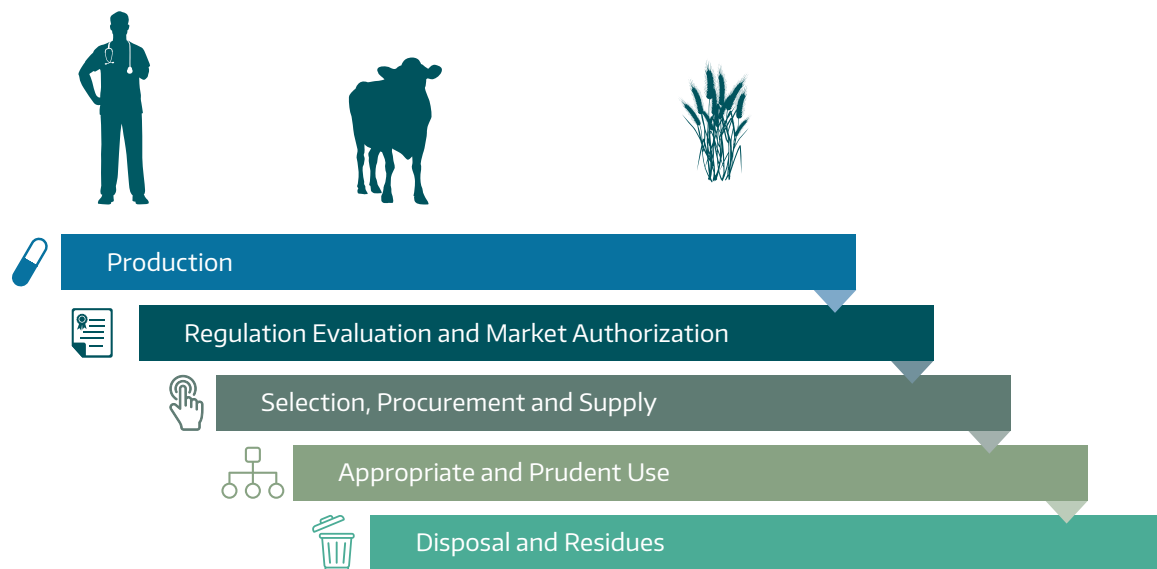 Production
Regulation Evaluation and Market Authorization
Selection, Procurement and Supply
Appropriate and Prudent Use
Disposal and Residues